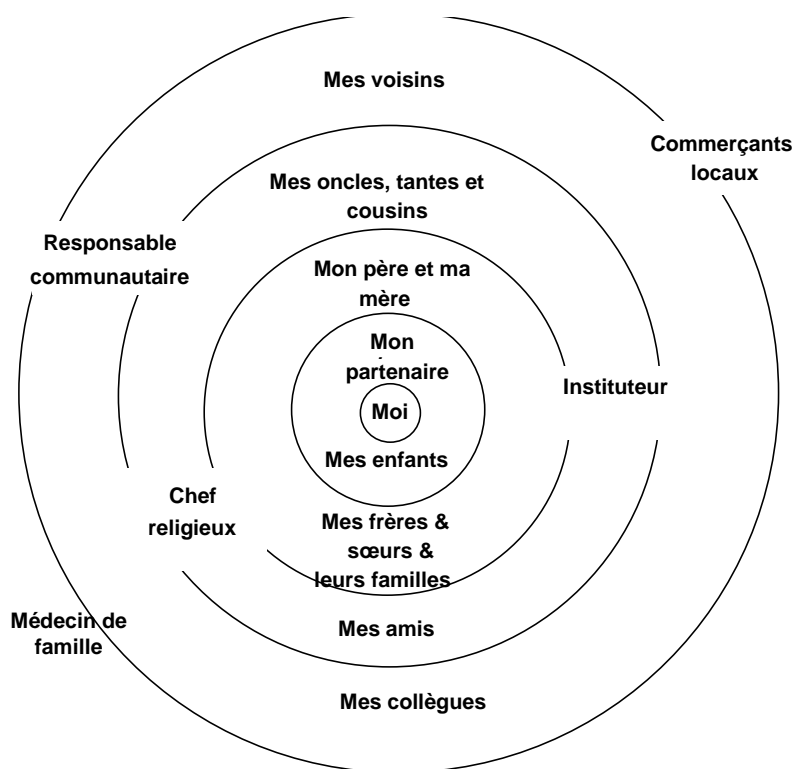 Mes voisins
Commerçants
locaux
Mes oncles, tantes et
cousins
Responsable
communautaire
Mon père et ma
mère
Mon
partenaire
Instituteur
Moi
Mes enfants
Chef
religieux
Mes frères &
sœurs &
leurs familles
Médecin de
famille
Mes amis
Mes collègues